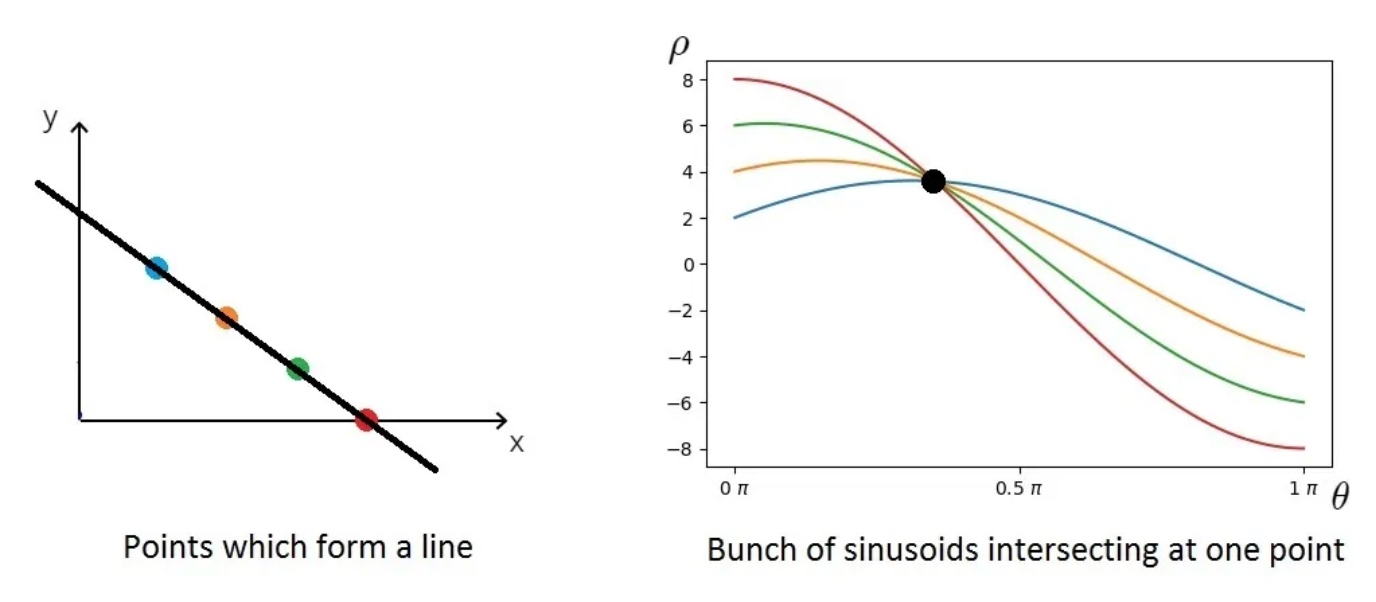 y
x
Points which form a line
ρ
8
6
4
2
0
−2
−4
−6
−8
0 π 0.5 π 1 π θ
Bunch of sinusoids intersecting at one point